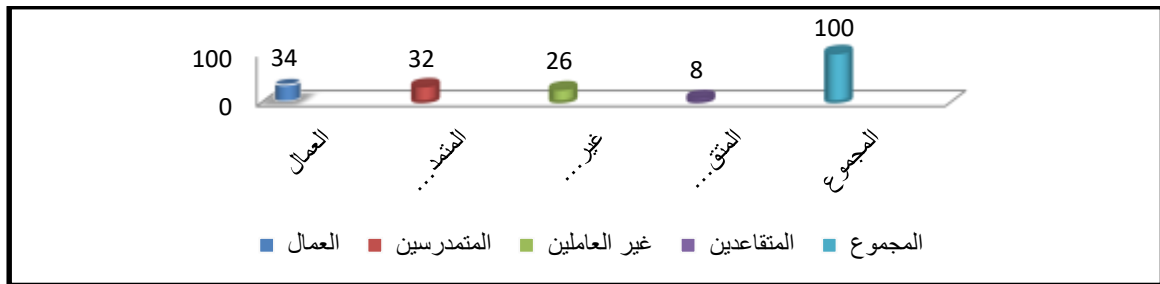 100
34 32 26 8 100
0
العمال المتمد... غير... المتق... المجموع
العمال المتمدرسين غير العاملين المتقاعدين المجموع